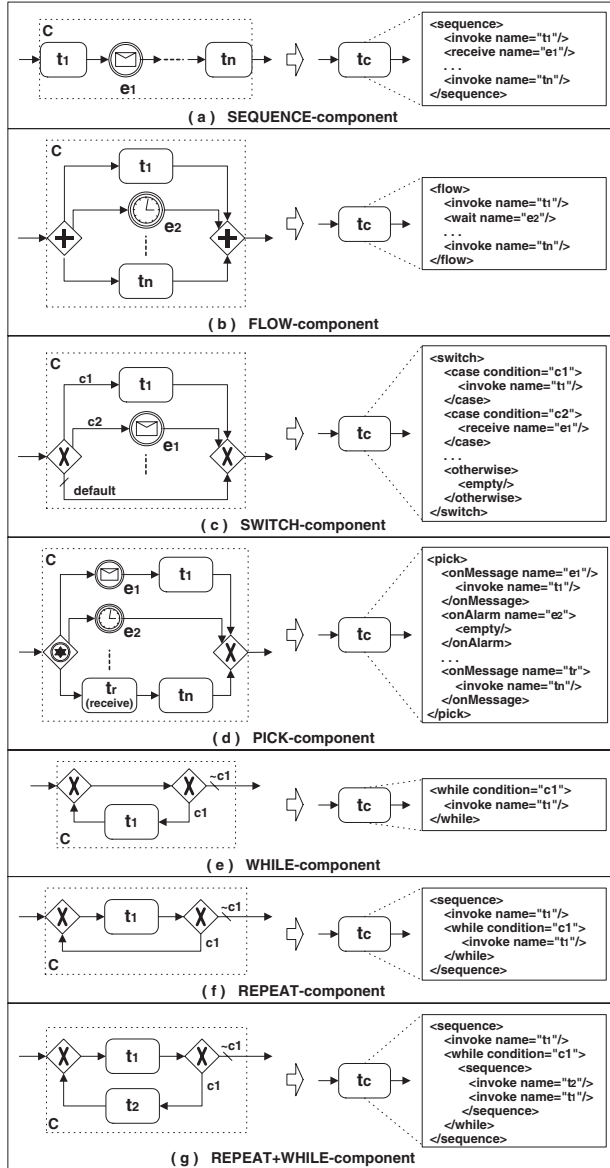 C
t1
e1
tn
tc
<sequence>
<invoke name="t1"/>
<receive name="e1"/>
. . .
<invoke name="tn"/>
</sequence>
( a ) SEQUENCE-component
C
t1
e2
tn
tc
<flow>
<invoke name="t1"/>
<wait name="e2"/>
. . .
<invoke name="tn"/>
</flow>
( b ) FLOW-component
C
c1
t1
c2
e1
default
tc
<switch>
<case condition="c1">
<invoke name="t1"/>
</case>
<case condition="c2">
<receive name="e1"/>
</case>
. . .
<otherwise>
<empty/>
</otherwise>
</switch>
( c ) SWITCH-component
C
e1
t1
e2
tr
(receive)
tn
tc
<pick>
<onMessage name="e1"/>
<invoke name="t1"/>
</onMessage>
<onAlarm name="e2">
<empty/>
</onAlarm>
. . .
<onMessage name="tr">
<invoke name="tn"/>
</onMessage>
</pick>
( d ) PICK-component
~c1
t1
c1
C
tc
<while condition="c1">
<invoke name="t1"/>
</while>
( e ) WHILE-component
t1
~c1
c1
C
tc
<sequence>
<invoke name="t1"/>
<while condition="c1">
<invoke name="t1"/>
</while>
</sequence>
( f ) REPEAT-component
t1
~c1
c1
t2
C
tc
<sequence>
<invoke name="t1"/>
<while condition="c1">
<sequence>
<invoke name="t2"/>
<invoke name="t1"/>
</sequence>
</while>
</sequence>
( g ) REPEAT+WHILE-component